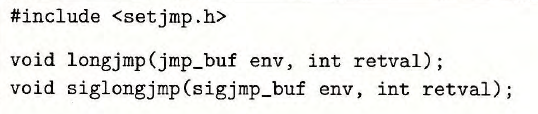 #include <setjmp.h>
void longjmp(jmp_buf env, int retval);
void siglongjmp(sigjmp_buf env, int retval);